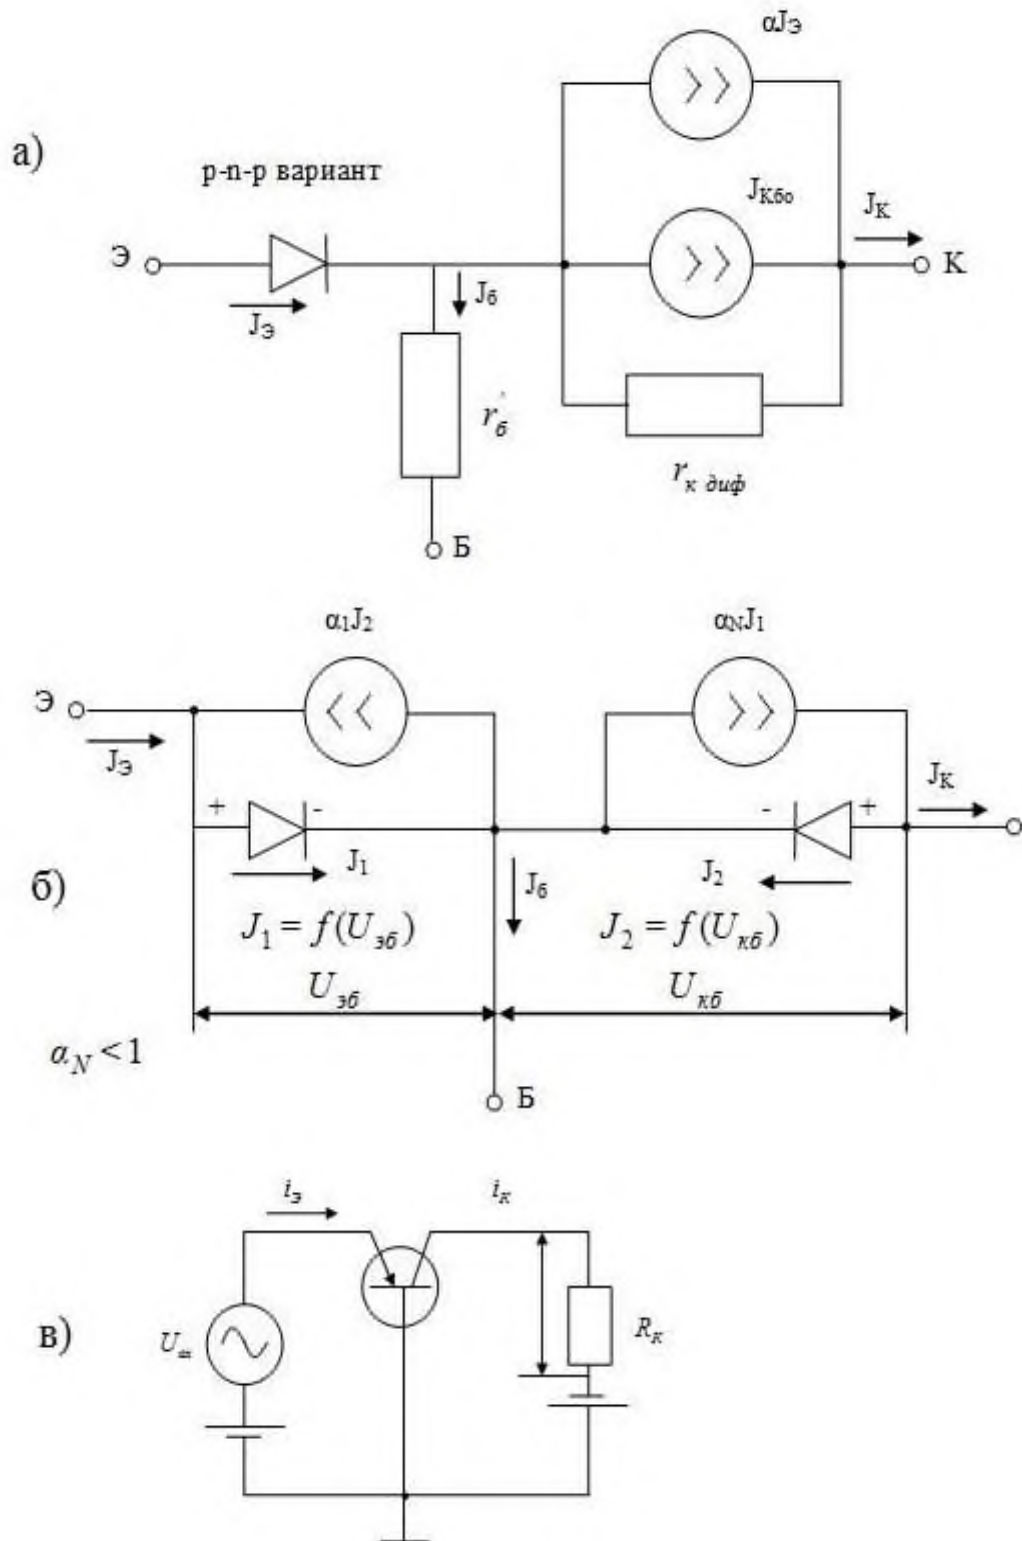 αJЭ
а)
p-n-p вариант
JКбо
JК
Э
К
JЭ
Jб
r'б
rк диф
Б
α1J2
αNJ1
Э
JЭ
JК
+ -
- +
J1
J2
б)
Jб
J1 = f(Uэб)
J2 = f(Uкб)
Uэб
Uкб
αN < 1
Б
iЭ
iК
в)
RК